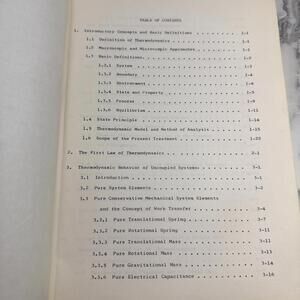 TABLE OF CONTENTS
1. Introductory Concepts and Basic Definitions . . . . . . . . . . 1-1
1.1 Definition of Thermodynamics . . . . . . . . . . 1-1
1.2 Macroscopic and Microscopic Approaches . . . . . . . . . . 1-2
1.3 Basic Definitions . . . . . . . . . . 1-3
1.3.1 System . . . . . . . . . . 1-3
1.3.2 Boundary . . . . . . . . . . 1-4
1.3.3 Environment . . . . . . . . . . 1-6
1.3.4 State and Property . . . . . . . . . . 1-6
1.3.5 Process . . . . . . . . . . 1-9
1.3.6 Equilibrium . . . . . . . . . . 1-11
1.4 State Principle . . . . . . . . . . 1-14
1.5 Thermodynamic Model and Method of Analysis . . . . . . . . . . 1-15
1.6 Scope of the Present Treatment . . . . . . . . . . 1-20
2. The First Law of Thermodynamics . . . . . . . . . . 2-1
3. Thermodynamic Behavior of Uncoupled Systems . . . . . . . . . . 3-1
3.1 Introduction . . . . . . . . . . 3-1
3.2 Pure System Elements . . . . . . . . . . 3-2
3.3 Pure Conservative Mechanical System Elements
and the Concept of Work Transfer . . . . . . . . . . 3-4
3.3.1 Pure Translational Spring . . . . . . . . . . 3-7
3.3.2 Pure Rotational Spring . . . . . . . . . . 3-11
3.3.3 Pure Translational Mass . . . . . . . . . . 3-11
3.3.4 Pure Rotational Mass . . . . . . . . . . 3-13
3.3.5 Pure Gravitational Mass . . . . . . . . . . 3-14
3.3.6 Pure Electrical Capacitance . . . . . . . . . . 3-16